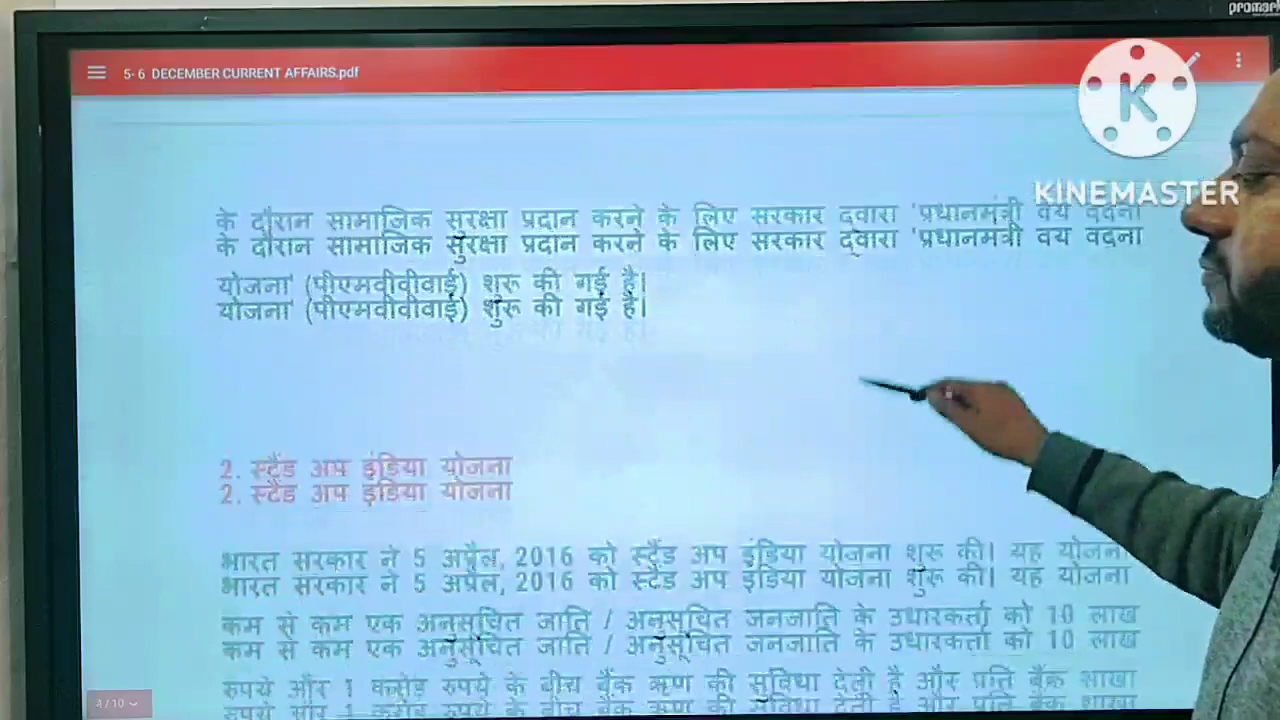 promark
5- 6 DECEMBER CURRENT AFFAIRS.pdf
KINEMASTER
के दौरान सामाजिक सुरक्षा प्रदान करने के लिए सरकार द्वारा 'प्रधानमंत्री वय वंदना
योजना' (पीएमवीवीवाई) शुरू की गई है।
2. स्टैंड अप इंडिया योजना
भारत सरकार ने 5 अप्रैल, 2016 को स्टैंड अप इंडिया योजना शुरू की। यह योजना
कम से कम एक अनुसूचित जाति / अनुसूचित जनजाति के उधारकर्ता को 10 लाख
रुपये और 1 करोड़ रुपये के बीच बैंक ऋण की सुविधा देती है और प्रति बैंक शाखा
4/10